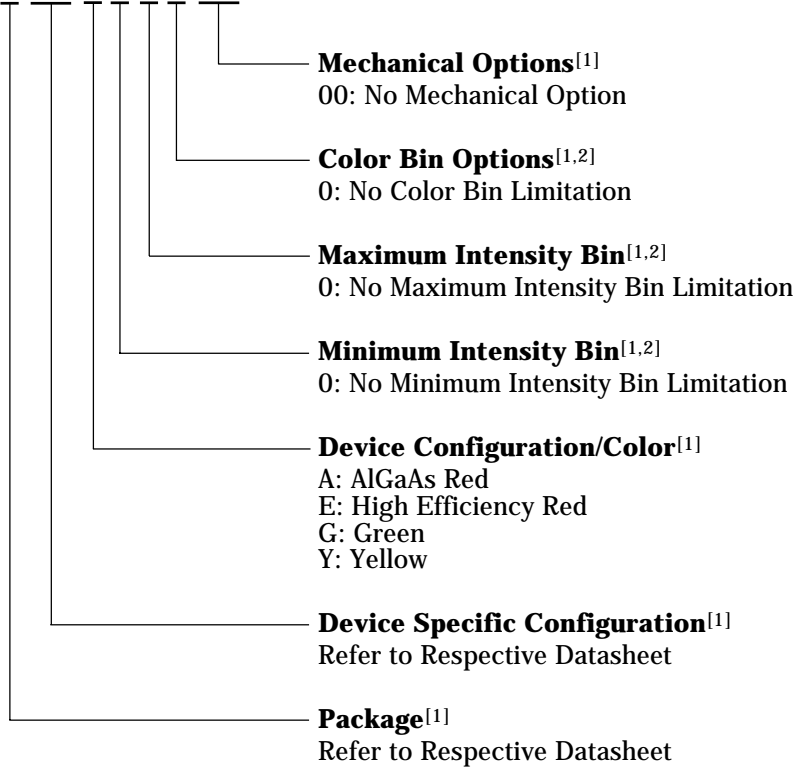 Mechanical Options[1]
00: No Mechanical Option
Color Bin Options[1,2]
0: No Color Bin Limitation
Maximum Intensity Bin[1,2]
0: No Maximum Intensity Bin Limitation
Minimum Intensity Bin[1,2]
0: No Minimum Intensity Bin Limitation
Device Configuration/Color[1]
A: AlGaAs Red
E: High Efficiency Red
G: Green
Y: Yellow
Device Specific Configuration[1]
Refer to Respective Datasheet
Package[1]
Refer to Respective Datasheet